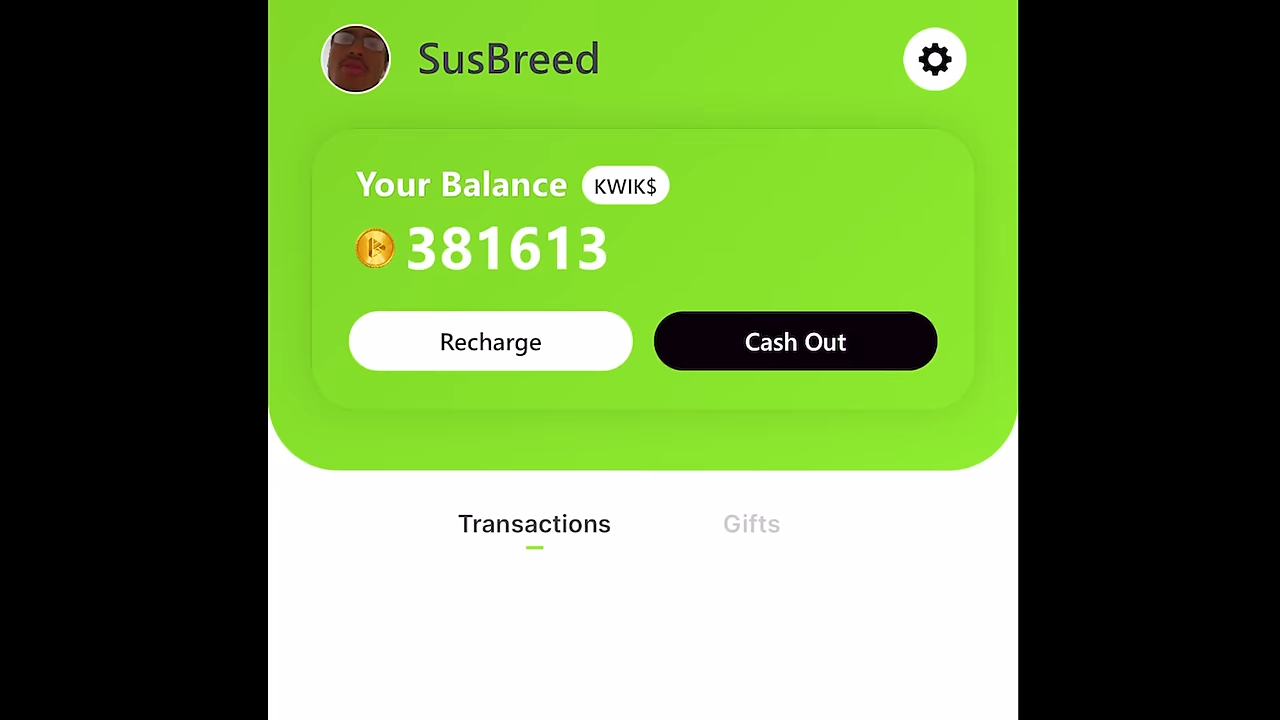 SusBreed
Your Balance KWIK$
381613
Recharge Cash Out
Transactions Gifts